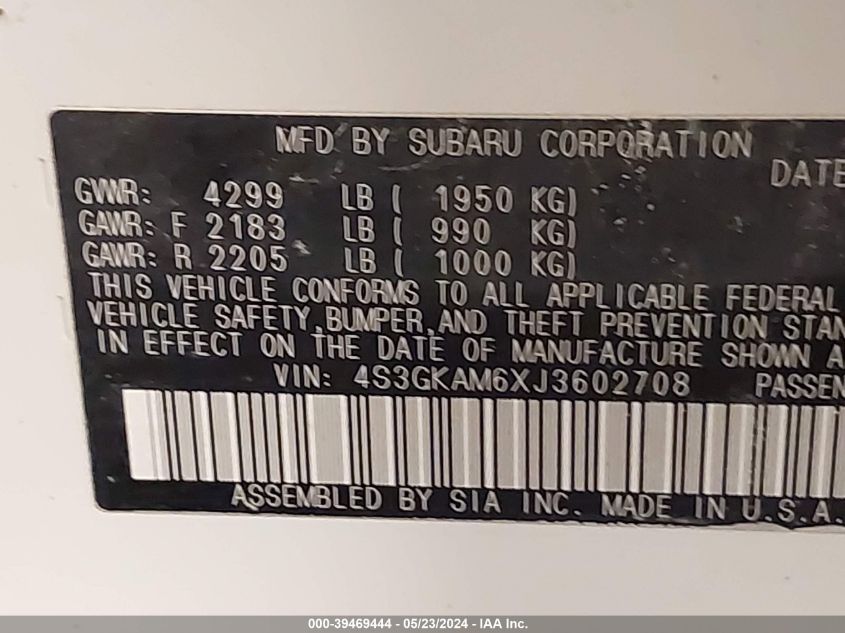 MFD BY SUBARU CORPORATION
DATE
GVWR: 4299 LB ( 1950 KG)
GAWR: F 2183 LB ( 990 KG)
GAWR: R 2205 LB ( 1000 KG)
THIS VEHICLE CONFORMS TO ALL APPLICABLE FEDERAL
VEHICLE SAFETY, BUMPER, AND THEFT PREVENTION STAN
IN EFFECT ON THE DATE OF MANUFACTURE SHOWN A
VIN: 4S3GKAM6XJ3602708 PASSEN
ASSEMBLED BY SIA INC. MADE IN U.S.A.
000-39469444 - 05/23/2024 - IAA Inc.